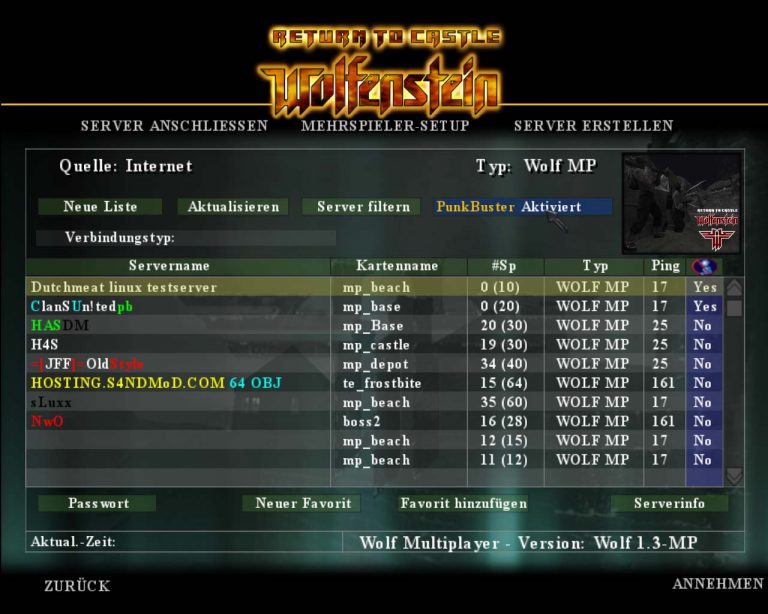 RETURN TO CASTLE
Wolfenstein
SERVER ANSCHLIESSEN MEHRSPIELER-SETUP SERVER ERSTELLEN
Quelle: Internet Typ: Wolf MP
Neue Liste Aktualisieren Server filtern PunkBuster Aktiviert
RETURN TO CASTLE
Wolfenstein
Verbindungstyp:
Servername Kartenname #Sp Typ Ping
Dutchmeat linux testserver mp_beach 0 (10) WOLF MP 17 Yes
ClanSUn!tedpb mp_base 0 (20) WOLF MP 17 Yes
HASDM mp_Base 20 (30) WOLF MP 25 No
H4S mp_castle 19 (30) WOLF MP 25 No
=[JFF]=OldStyle mp_depot 34 (40) WOLF MP 25 No
HOSTING.S4NDMoD.COM 64 OBJ te_frostbite 15 (64) WOLF MP 161 No
sLuxx mp_beach 35 (60) WOLF MP 17 No
NwO boss2 16 (28) WOLF MP 161 No
mp_beach 12 (15) WOLF MP 17 No
mp_beach 11 (12) WOLF MP 17 No
Passwort Neuer Favorit Favorit hinzufügen Serverinfo
Aktual.-Zeit: Wolf Multiplayer - Version: Wolf 1.3-MP
ZURÜCK ANNEHMEN